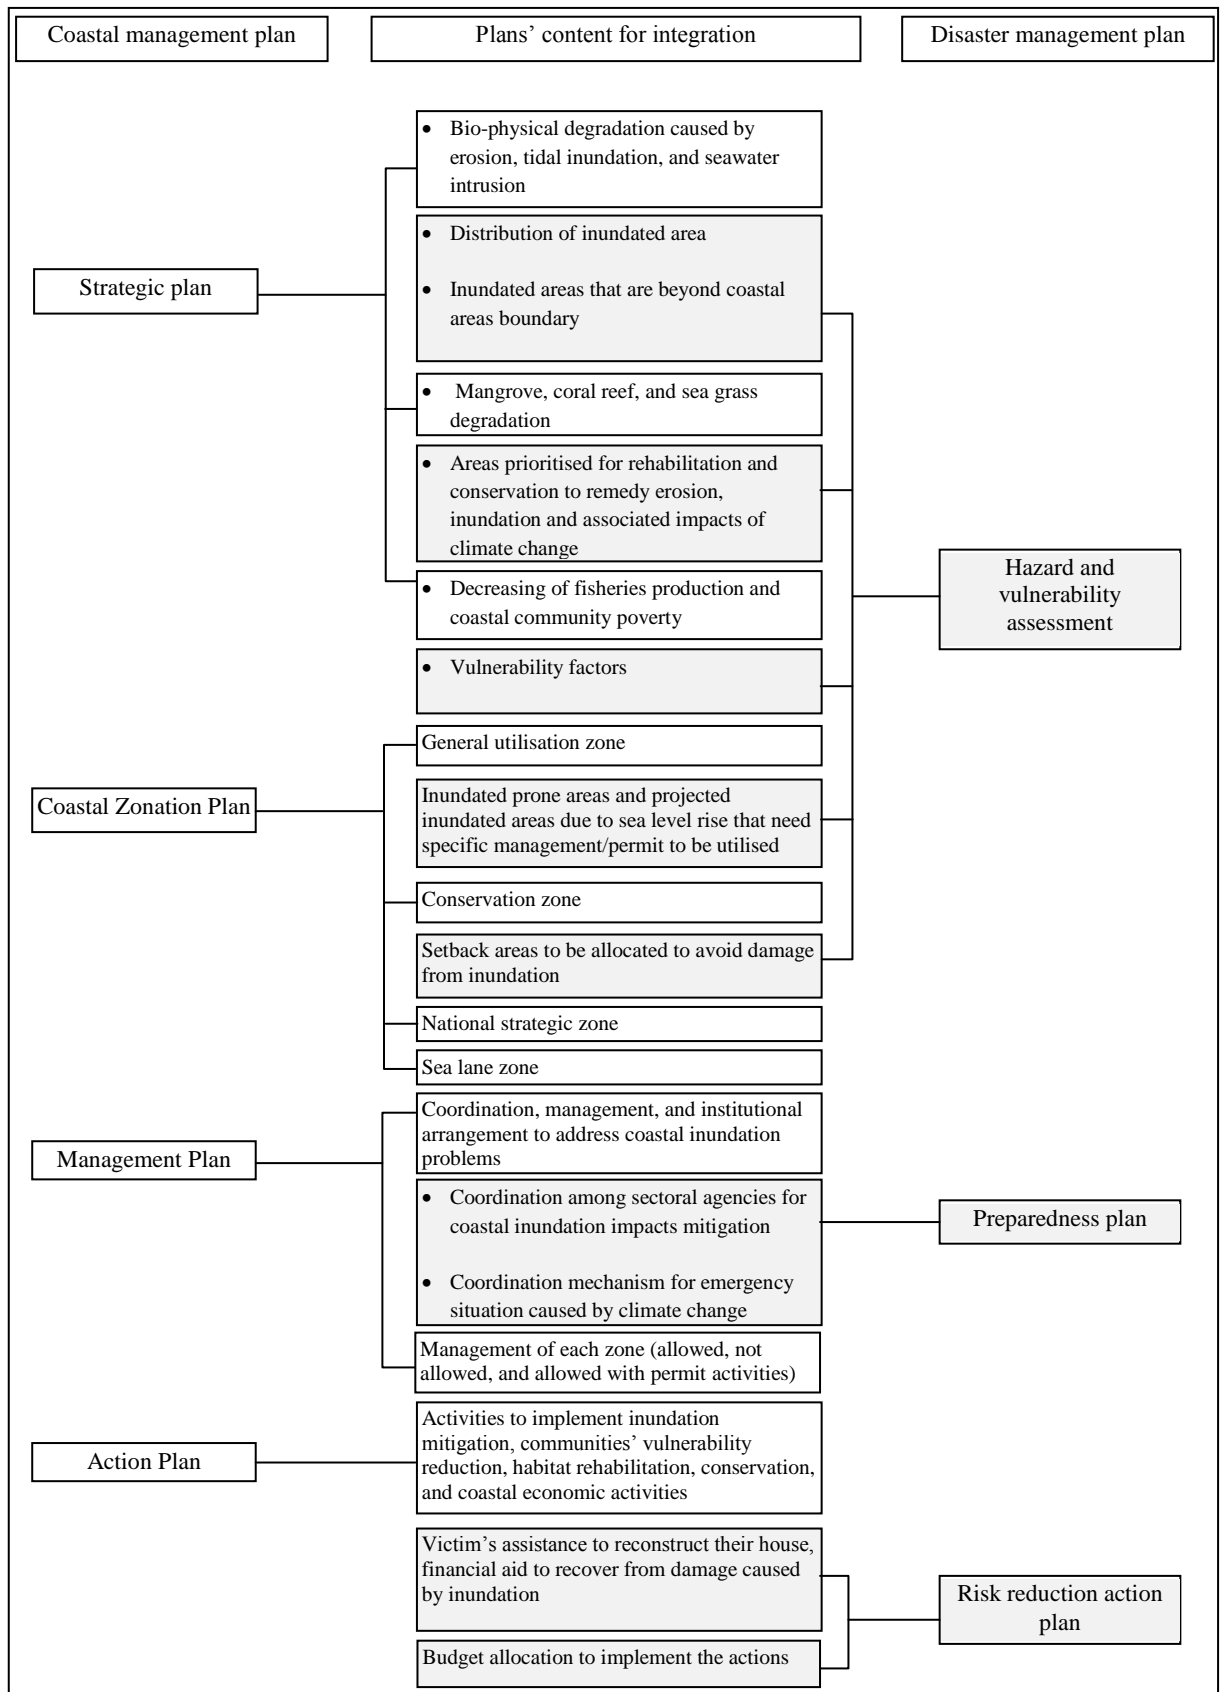 Coastal management plan
Plans’ content for integration
Disaster management plan
• Bio-physical degradation caused by
erosion, tidal inundation, and seawater
intrusion
• Distribution of inundated area
• Inundated areas that are beyond coastal
areas boundary
Strategic plan
• Mangrove, coral reef, and sea grass
degradation
• Areas prioritised for rehabilitation and
conservation to remedy erosion,
inundation and associated impacts of
climate change
• Decreasing of fisheries production and
coastal community poverty
Hazard and
vulnerability
assessment
• Vulnerability factors
General utilisation zone
Coastal Zonation Plan
Inundated prone areas and projected
inundated areas due to sea level rise that need
specific management/permit to be utilised
Conservation zone
Setback areas to be allocated to avoid damage
from inundation
National strategic zone
Sea lane zone
Coordination, management, and institutional
arrangement to address coastal inundation
problems
Management Plan
• Coordination among sectoral agencies for
coastal inundation impacts mitigation
• Coordination mechanism for emergency
situation caused by climate change
Preparedness plan
Management of each zone (allowed, not
allowed, and allowed with permit activities)
Action Plan
Activities to implement inundation
mitigation, communities’ vulnerability
reduction, habitat rehabilitation, conservation,
and coastal economic activities
Victim’s assistance to reconstruct their house,
financial aid to recover from damage caused
by inundation
Risk reduction action
plan
Budget allocation to implement the actions